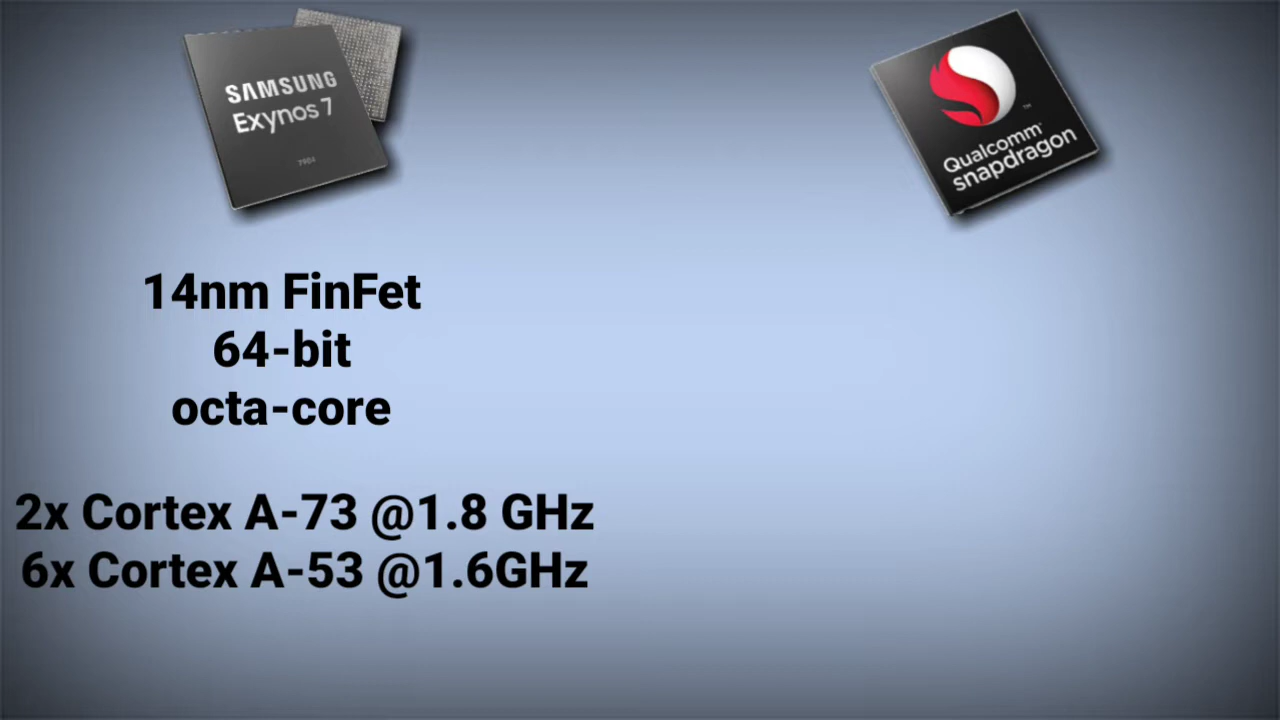 SAMSUNG
Exynos 7
7904
Qualcomm
snapdragon
14nm FinFet
64-bit
octa-core
2x Cortex A-73 @1.8 GHz
6x Cortex A-53 @1.6GHz